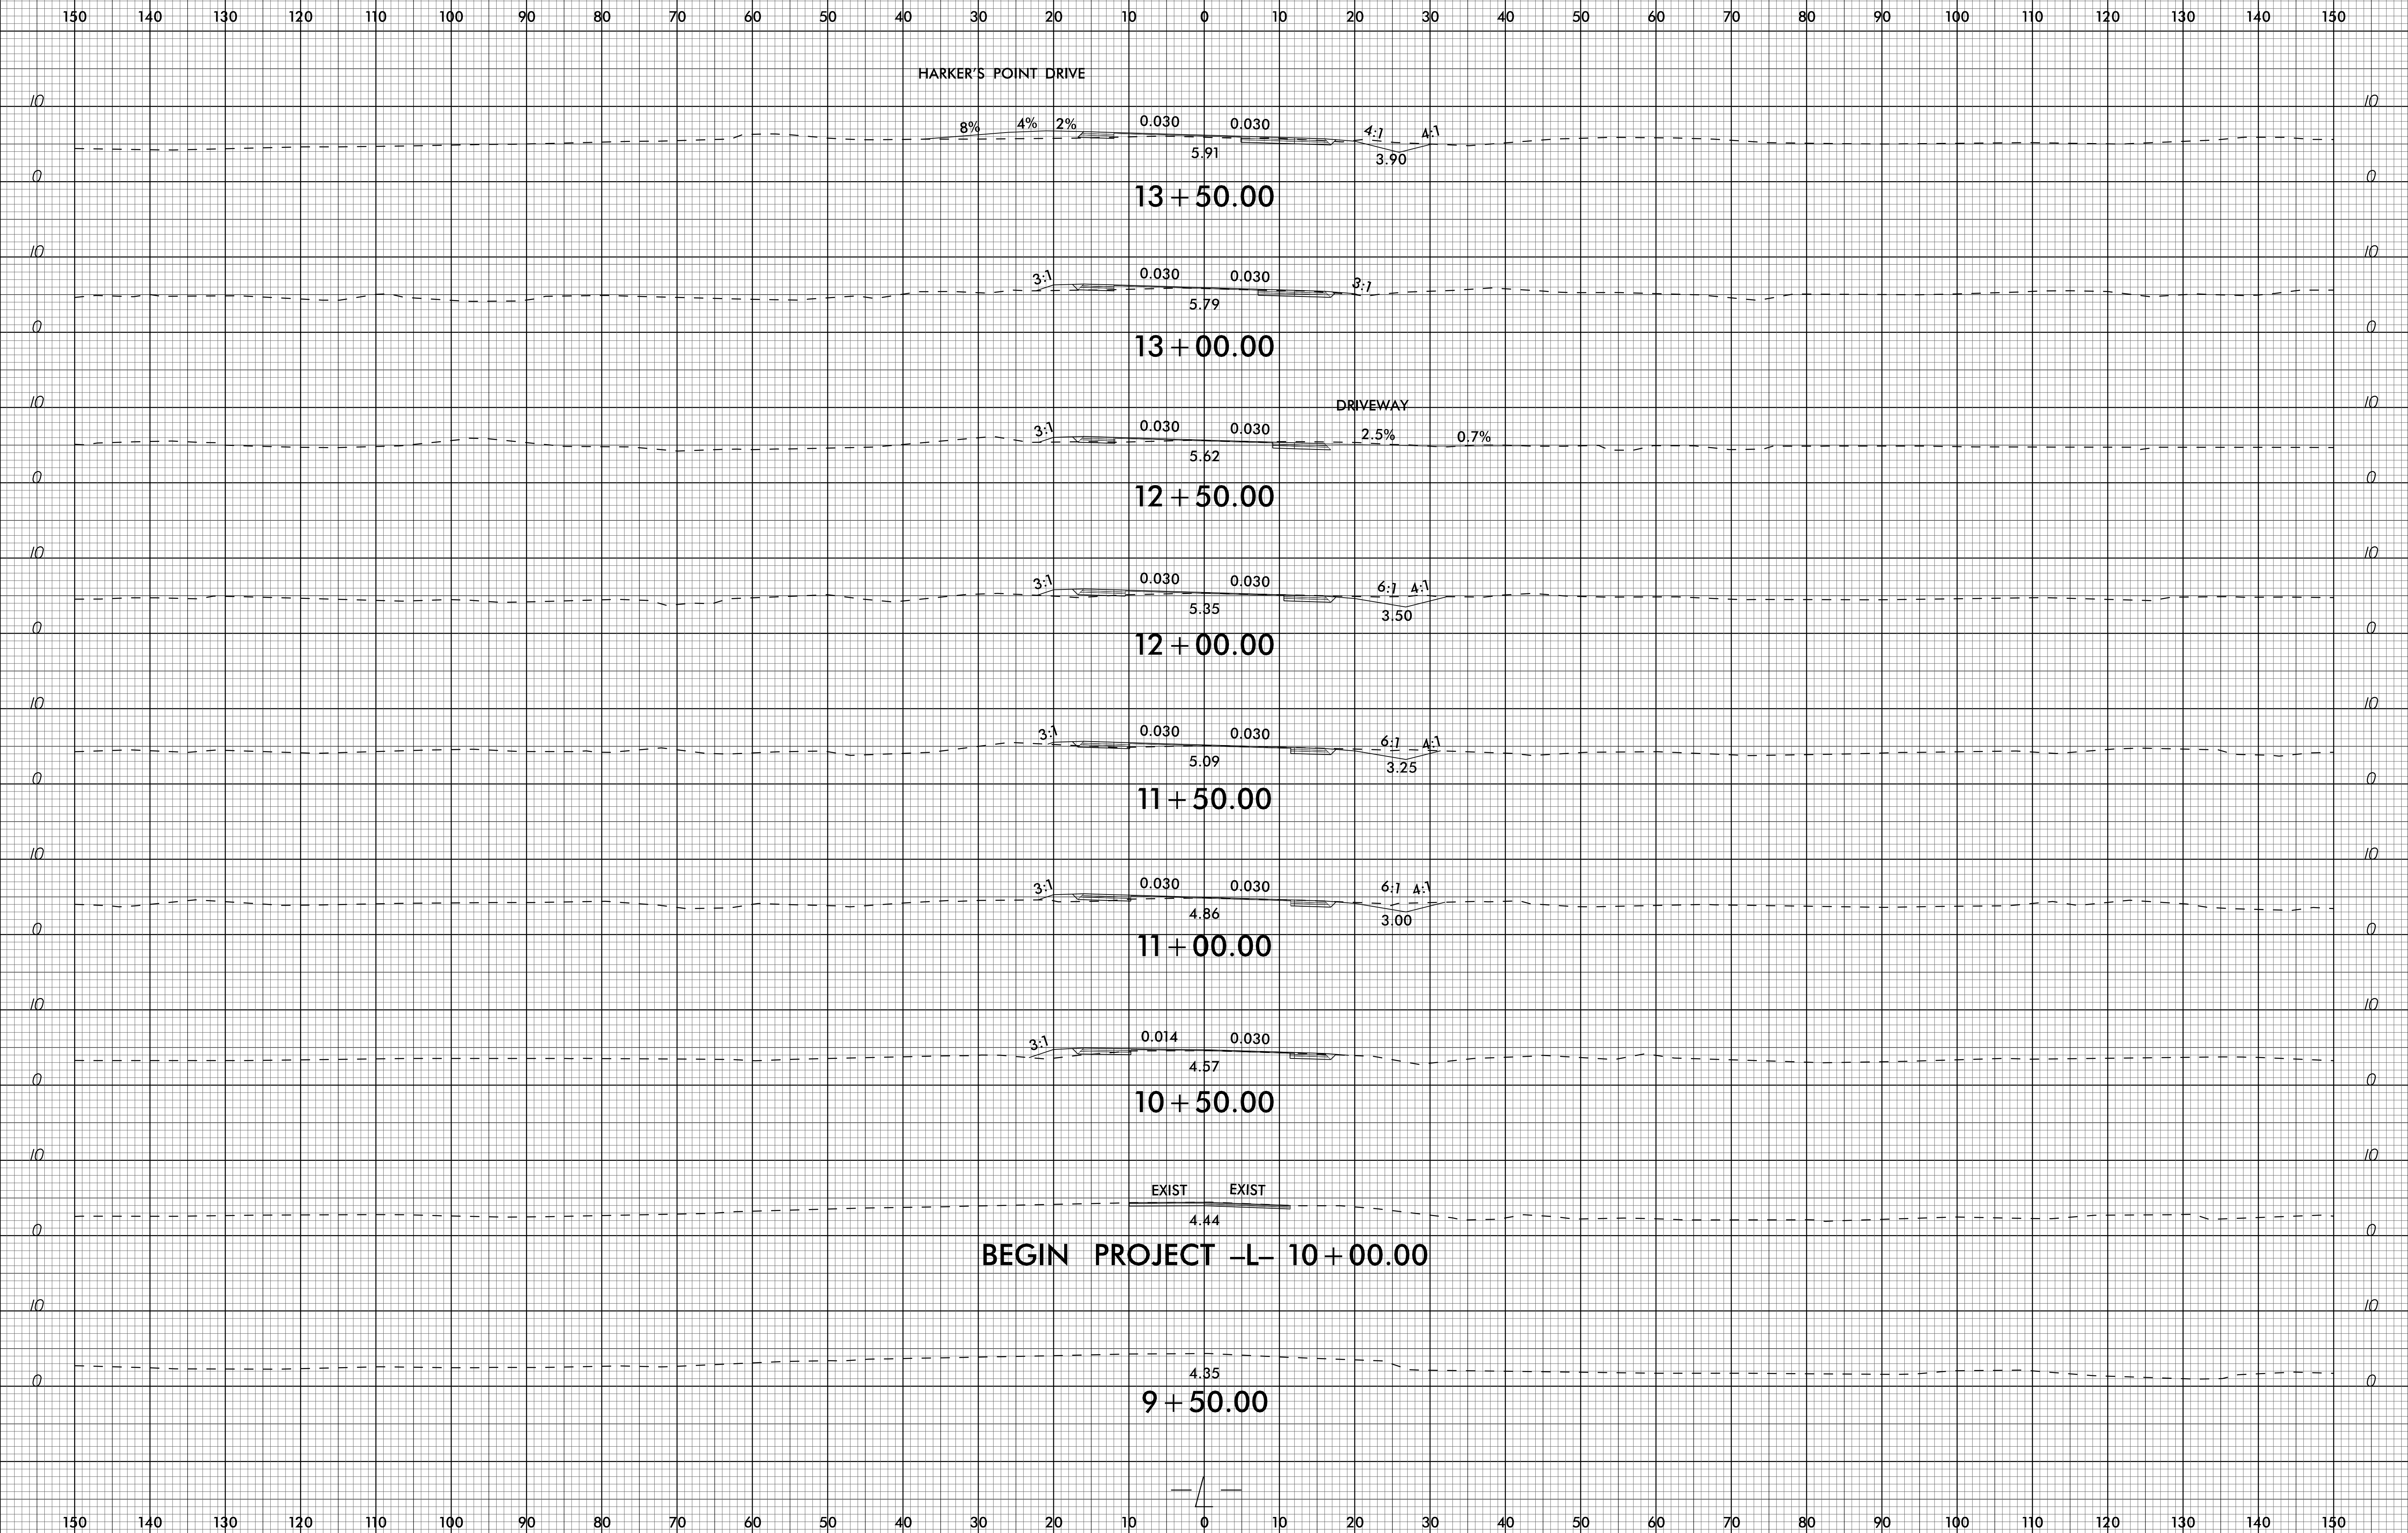 150 140 130 120 110 100 90 80 70 60 50 40 30 20 10 0 10 20 30 40 50 60 70 80 90 100 110 120 130 140 150
HARKER'S POINT DRIVE
10 10
8% 4% 2% 0.030 0.030 4:1 4:1
5.91 3.90
0 0
13+50.00
10 10
3:1 0.030 0.030 3:1
5.79
0 0
13+00.00
10 DRIVEWAY 10
3:1 0.030 0.030 2.5% 0.7%
5.62
0 0
12+50.00
10 10
3:1 0.030 0.030 6:1 4:1
5.35 3.50
0 0
12+00.00
10 10
3:1 0.030 0.030 6:1 4:1
5.09 3.25
0 0
11+50.00
10 10
3:1 0.030 0.030 6:1 4:1
4.86 3.00
0 0
11+00.00
10 10
3:1 0.014 0.030
4.57
0 0
10+50.00
10 10
EXIST EXIST
4.44
0 0
BEGIN PROJECT –L– 10+00.00
10 10
4.35
0 0
9+50.00
150 140 130 120 110 100 90 80 70 60 50 40 30 20 10 0 10 20 30 40 50 60 70 80 90 100 110 120 130 140 150